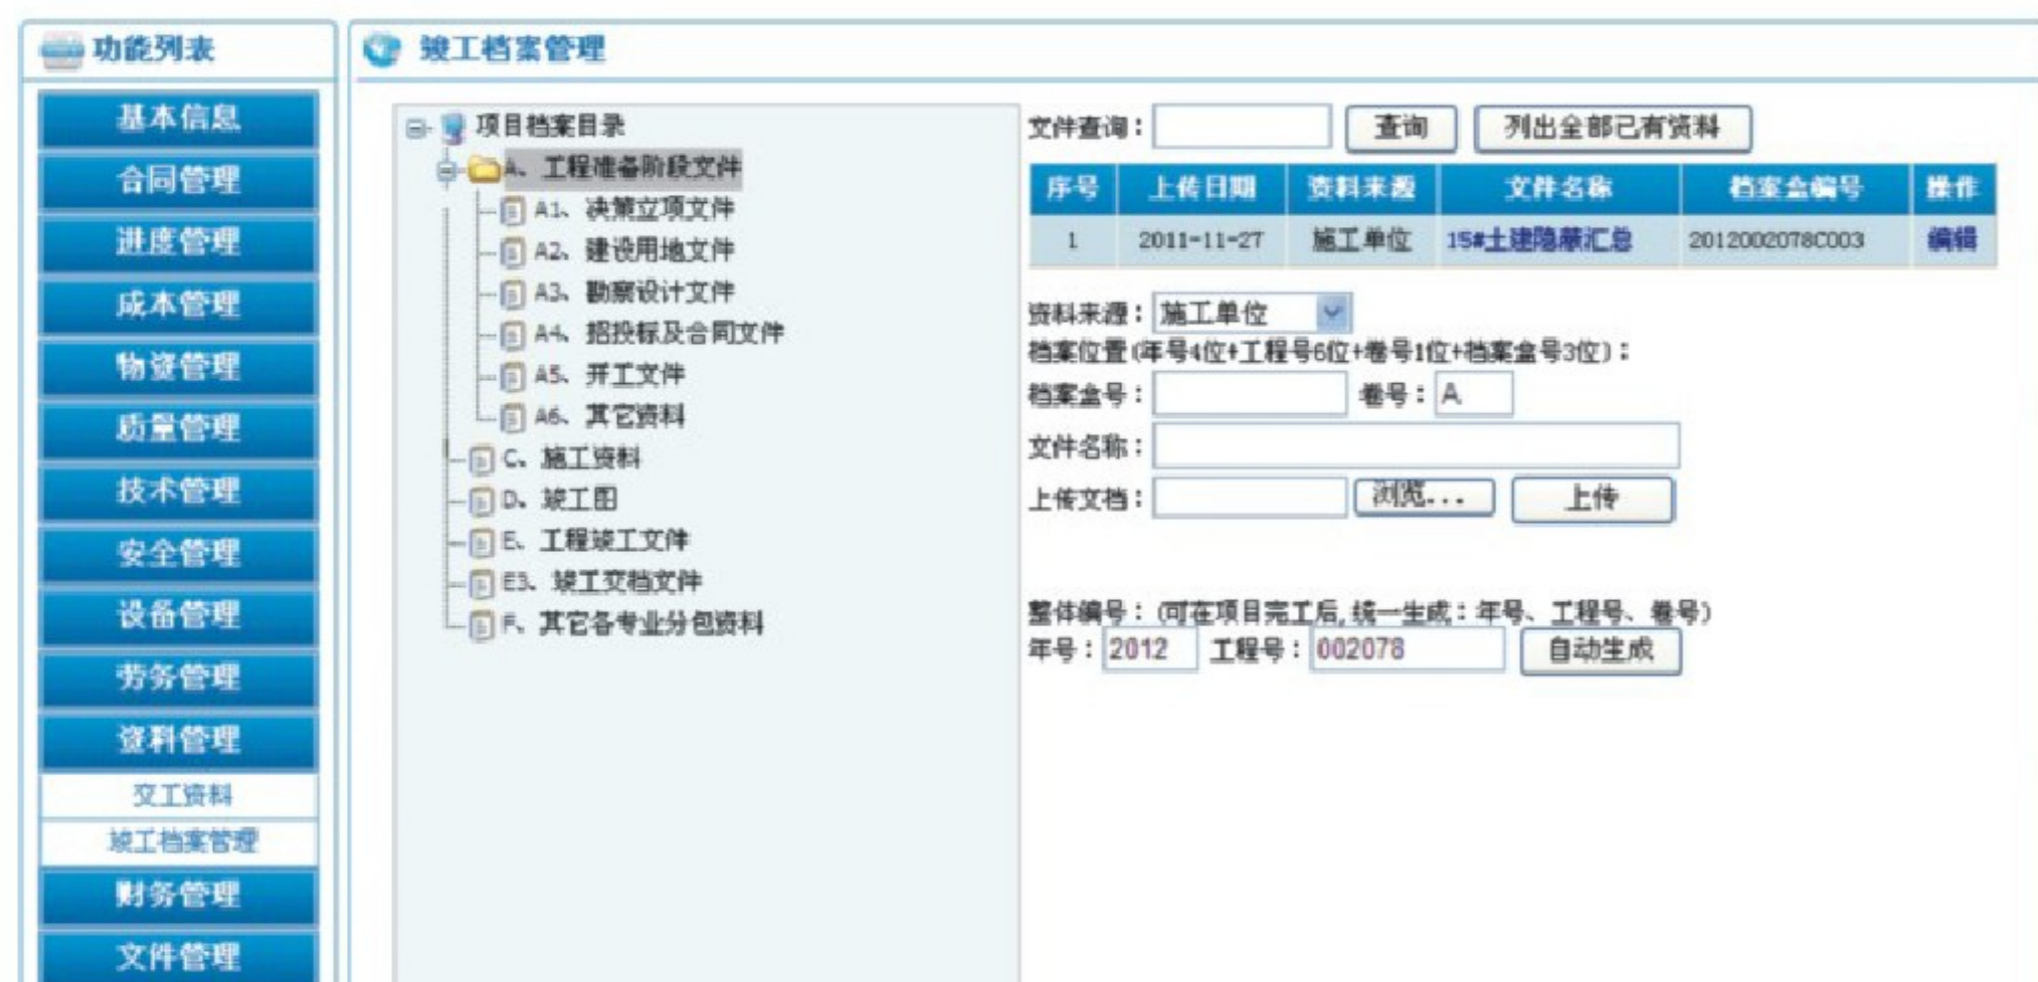 功能列表
基本信息
合同管理
进度管理
成本管理
物资管理
质量管理
技术管理
安全管理
设备管理
劳务管理
资料管理
交工资料
竣工档案管理
财务管理
文件管理
竣工档案管理
项目档案目录
A、工程准备阶段文件
A1、决策立项文件
A2、建设用地文件
A3、勘察设计文件
A4、招投标及合同文件
A5、开工文件
A6、其它资料
C、施工资料
D、竣工图
E、工程竣工文件
E3、竣工交档文件
F、其它各专业分包资料
文件查询： 查询 列出全部已有资料
序号 上传日期 资料来源 文件名称 档案盒编号 操作
1 2011-11-27 施工单位 15#土建隐蔽汇总 2012002078C003 编辑
资料来源：施工单位
档案位置(年号4位+工程号6位+卷号1位+档案盒号3位)：
档案盒号： 卷号：A
文件名称：
上传文档： 浏览... 上传
整体编号：(可在项目完工后,统一生成：年号、工程号、卷号)
年号：2012 工程号：002078 自动生成